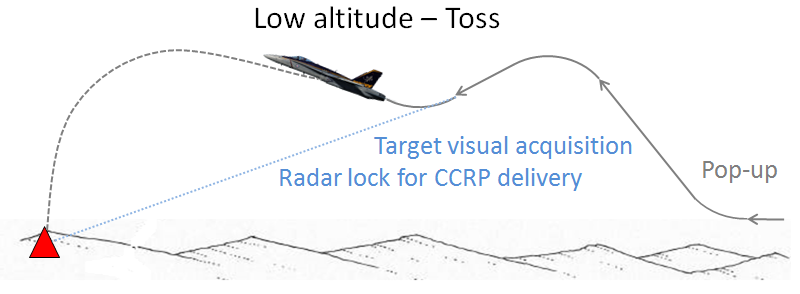 Low altitude – Toss
Target visual acquisition
Radar lock for CCRP delivery
Pop-up